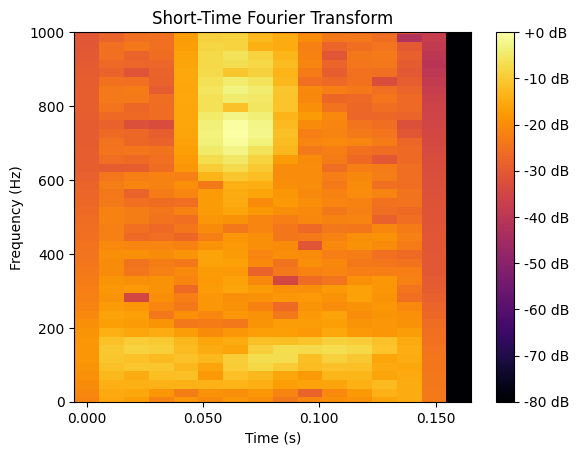 Short-Time Fourier Transform
1000
800
600
400
200
0
Frequency (Hz)
0.000
0.050
0.100
0.150
Time (s)
+0 dB
-10 dB
-20 dB
-30 dB
-40 dB
-50 dB
-60 dB
-70 dB
-80 dB